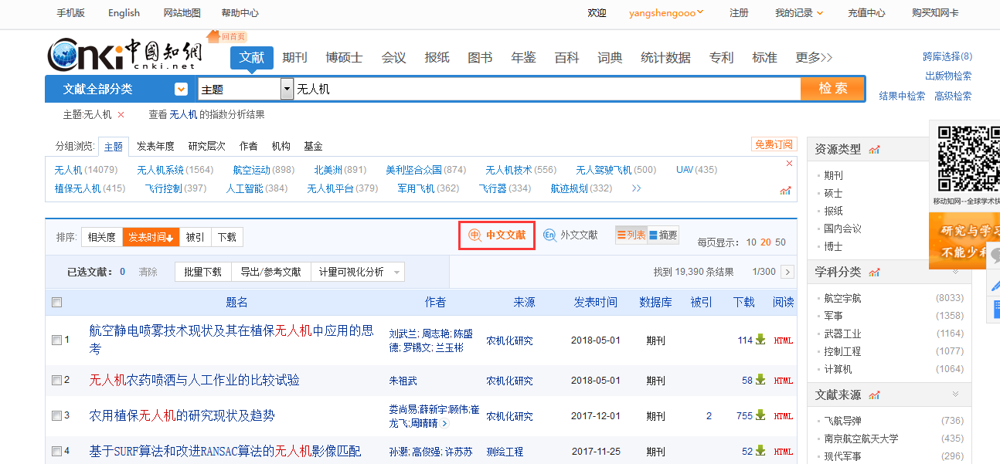 手机版 English 网站地图 帮助中心 欢迎 yangshengooo 注册 我的记录 充值中心 购买知网卡
回首页
Cnki中國知網
cnki.net
文献 期刊 博硕士 会议 报纸 图书 年鉴 百科 词典 统计数据 专利 标准 更多>>
跨库选择(8)
出版物检索
文献全部分类 主题 无人机 检索
结果中检索 高级检索
主题:无人机 × 查看 无人机 的指数分析结果
分组浏览: 主题 发表年度 研究层次 作者 机构 基金 免费订阅
无人机(14079) 无人机系统(1564) 航空运动(898) 北美洲(891) 美利坚合众国(874) 无人机技术(556) 无人驾驶飞机(500) UAV(435)
植保无人机(415) 飞行控制(397) 人工智能(384) 无人机平台(379) 军用飞机(362) 飞行器(334) 航迹规划(332) >>
排序: 相关度 发表时间 被引 下载 中 中文文献 En 外文文献 列表 摘要 每页显示: 10 20 50
已选文献: 0 清除 批量下载 导出/参考文献 计量可视化分析 找到 19,390 条结果 1/300 >
题名 作者 来源 发表时间 数据库 被引 下载 阅读
1 航空静电喷雾技术现状及其在植保无人机中应用的思考 刘武兰; 周志艳; 陈盛德; 罗锡文; 兰玉彬 农机化研究 2018-05-01 期刊 114 HTML
2 无人机农药喷洒与人工作业的比较试验 朱祖武 农机化研究 2018-05-01 期刊 58 HTML
3 农用植保无人机的研究现状及趋势 娄尚易;薛新宇;顾伟;崔龙飞;周晴晴 农机化研究 2017-12-01 期刊 2 755 HTML
4 基于SURF算法和改进RANSAC算法的无人机影像匹配 孙灏; 高俊强; 许苏苏 测绘工程 2017-11-25 期刊 52 HTML
资源类型
期刊
硕士
报纸
国内会议
博士
学科分类
航空宇航 (8033)
军事 (1358)
武器工业 (1164)
控制工程 (1077)
计算机 (1064)
文献来源
飞航导弹 (736)
南京航空航天大学 (435)
现代军事 (296)
移动知网--全球学术快
研究与学习
不能少